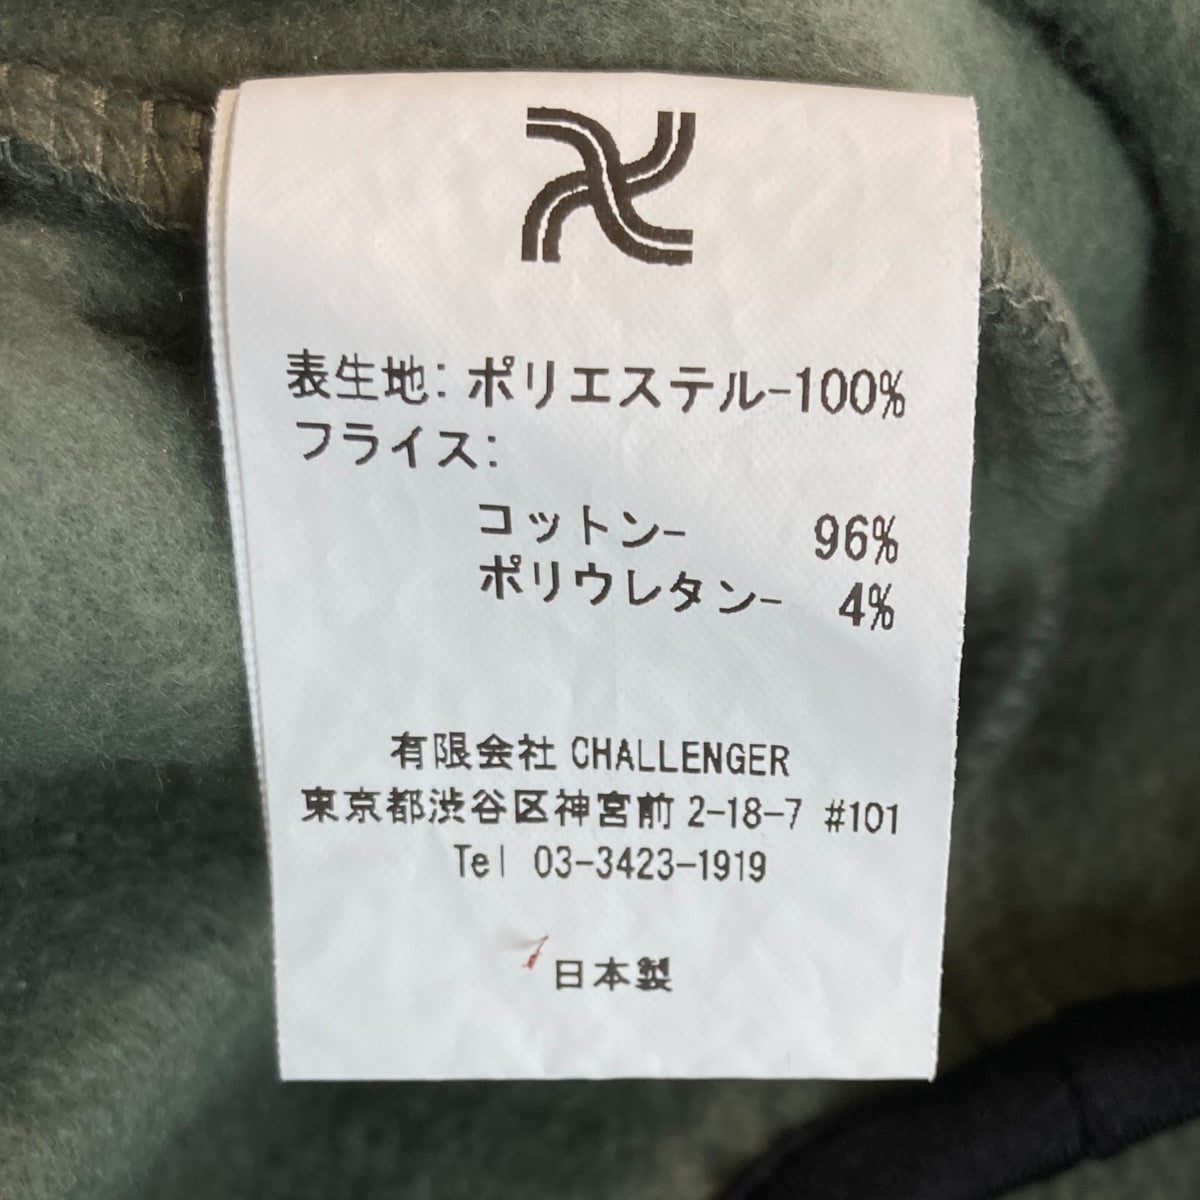 表生地: ポリエステル-100%
フライス:
コットン- 96%
ポリウレタン- 4%
有限会社 CHALLENGER
東京都渋谷区神宮前 2-18-7 #101
Tel 03-3423-1919
日本製